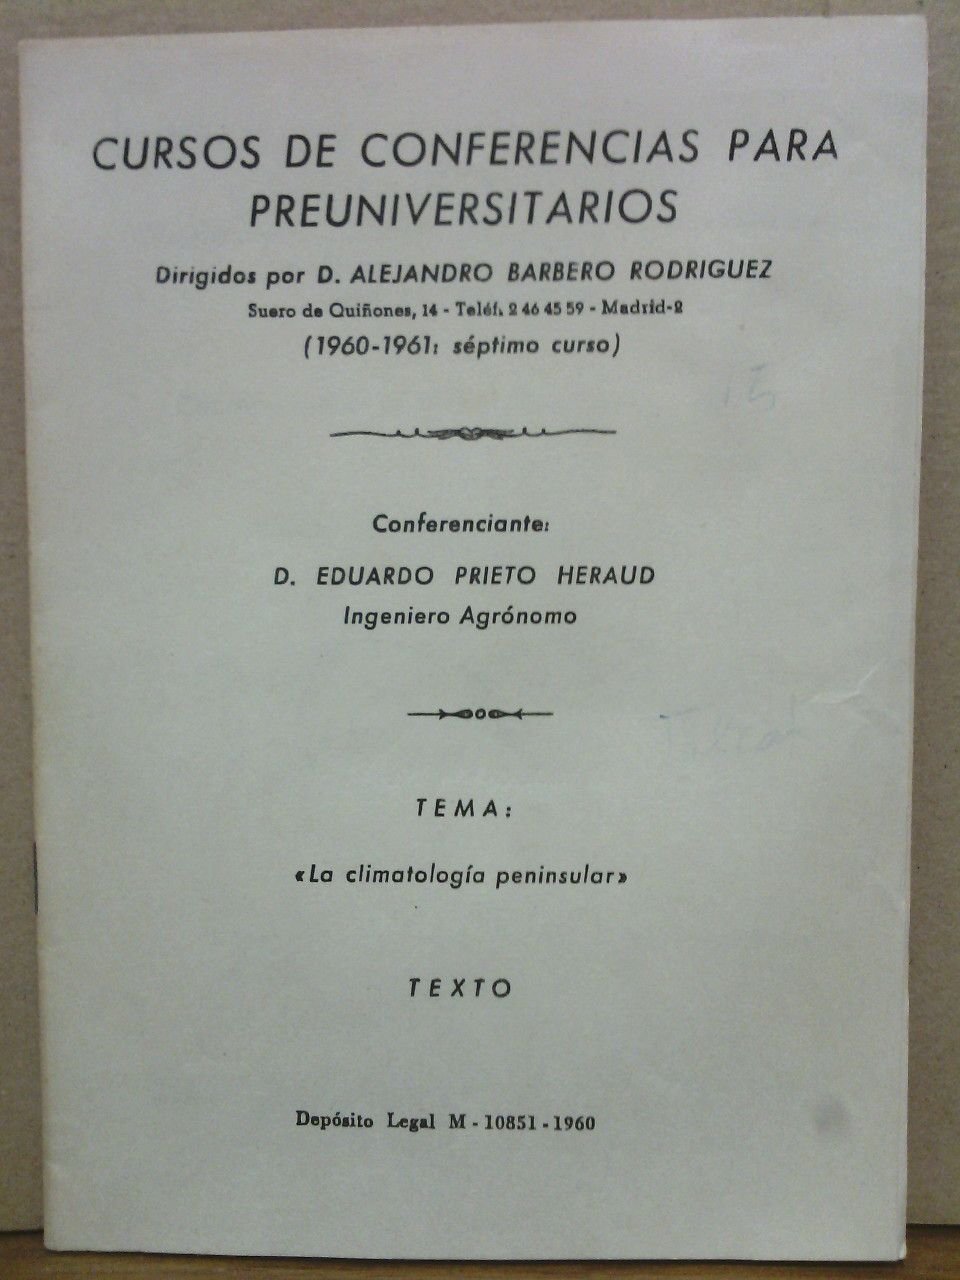 CURSOS DE CONFERENCIAS PARA
PREUNIVERSITARIOS
Dirigidos por D. ALEJANDRO BARBERO RODRIGUEZ
Suero de Quiñones, 14 - Teléf. 2 46 45 59 - Madrid-2
(1960-1961: séptimo curso)
Conferenciante:
D. EDUARDO PRIETO HERAUD
Ingeniero Agrónomo
TEMA:
«La climatología peninsular»
TEXTO
Depósito Legal M - 10851 - 1960